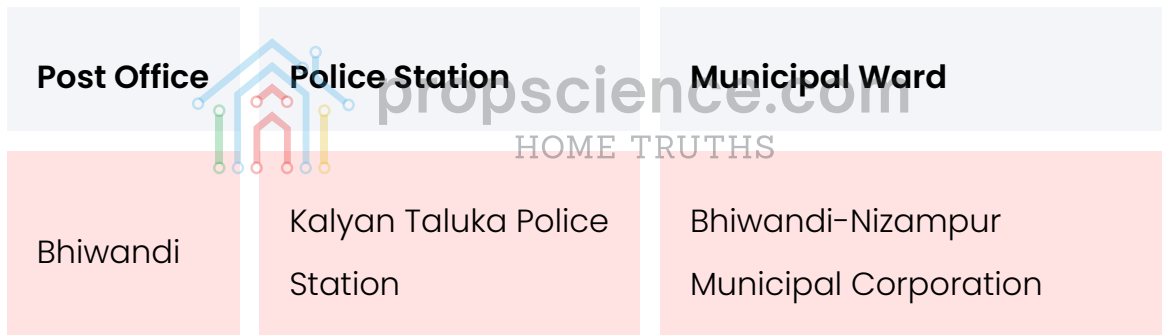 Post Office Police Station Municipal Ward
propscience.com
HOME TRUTHS
Kalyan Taluka Police Bhiwandi-Nizampur
Bhiwandi
Station Municipal Corporation